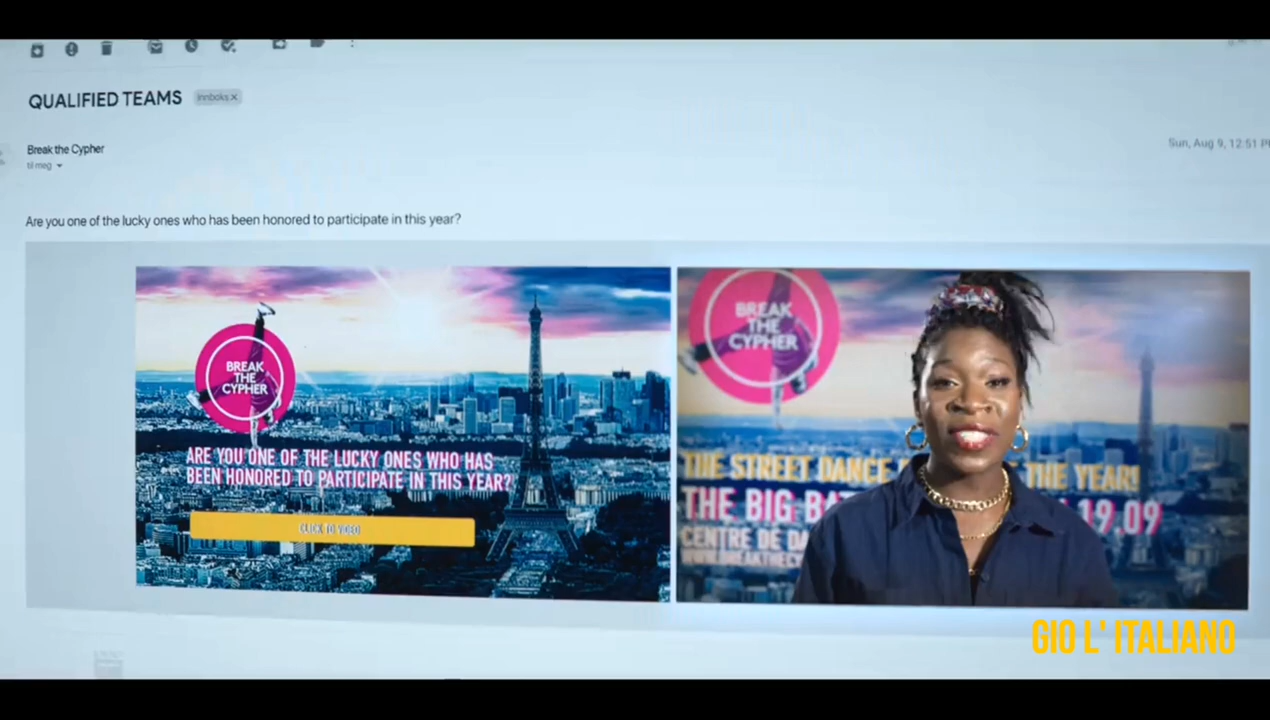 QUALIFIED TEAMS
Innboks ×
Break the Cypher
til meg
Sun, Aug 9, 12:51 P
Are you one of the lucky ones who has been honored to participate in this year?
BREAK
THE
CYPHER
ARE YOU ONE OF THE LUCKY ONES WHO HAS
BEEN HONORED TO PARTICIPATE IN THIS YEAR?
CLICK TO VIDEO
BREAK
THE
CYPHER
THE STREET DANCE THE YEAR!
THE BIG BA 19.09
CENTRE DE DA
GIO L' ITALIANO